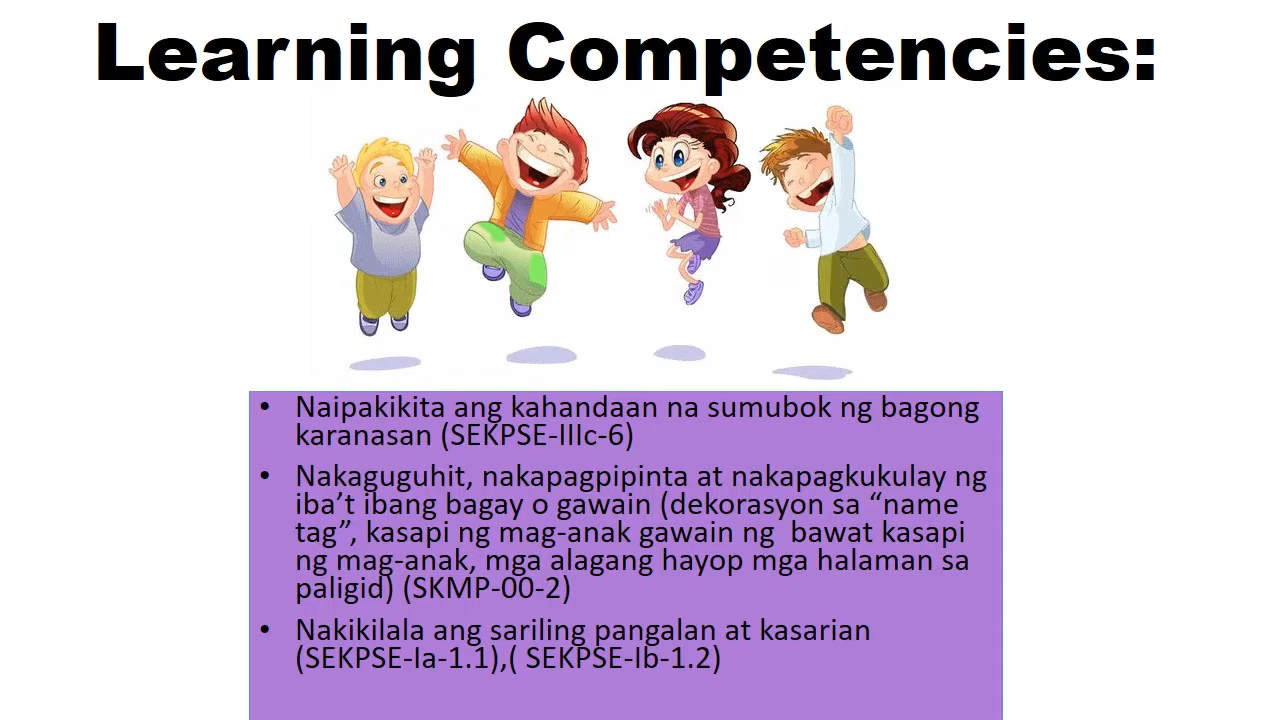 Learning Competencies:
• Naipakikita ang kahandaan na sumubok ng bagong
karanasan (SEKPSE-IIIc-6)
• Nakaguguhit, nakapagpipinta at nakapagkukulay ng
iba’t ibang bagay o gawain (dekorasyon sa “name
tag”, kasapi ng mag-anak gawain ng  bawat kasapi
ng mag-anak, mga alagang hayop mga halaman sa
paligid) (SKMP-00-2)
• Nakikilala ang sariling pangalan at kasarian
(SEKPSE-Ia-1.1),( SEKPSE-Ib-1.2)